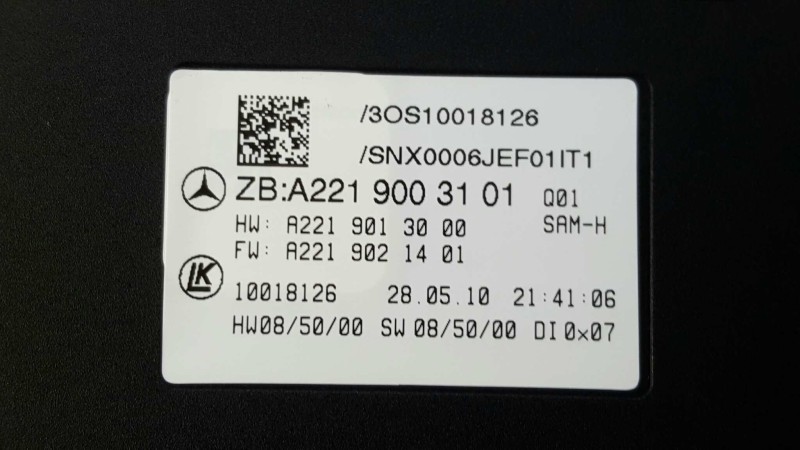 /3OS10018126
/SNX0006JEF01IT1
ZB:A221 900 31 01 Q01
HW: A221 901 30 00 SAM-H
FW: A221 902 14 01
LK
10018126 28.05.10 21:41:06
HW08/50/00 SW 08/50/00 DI 0x07